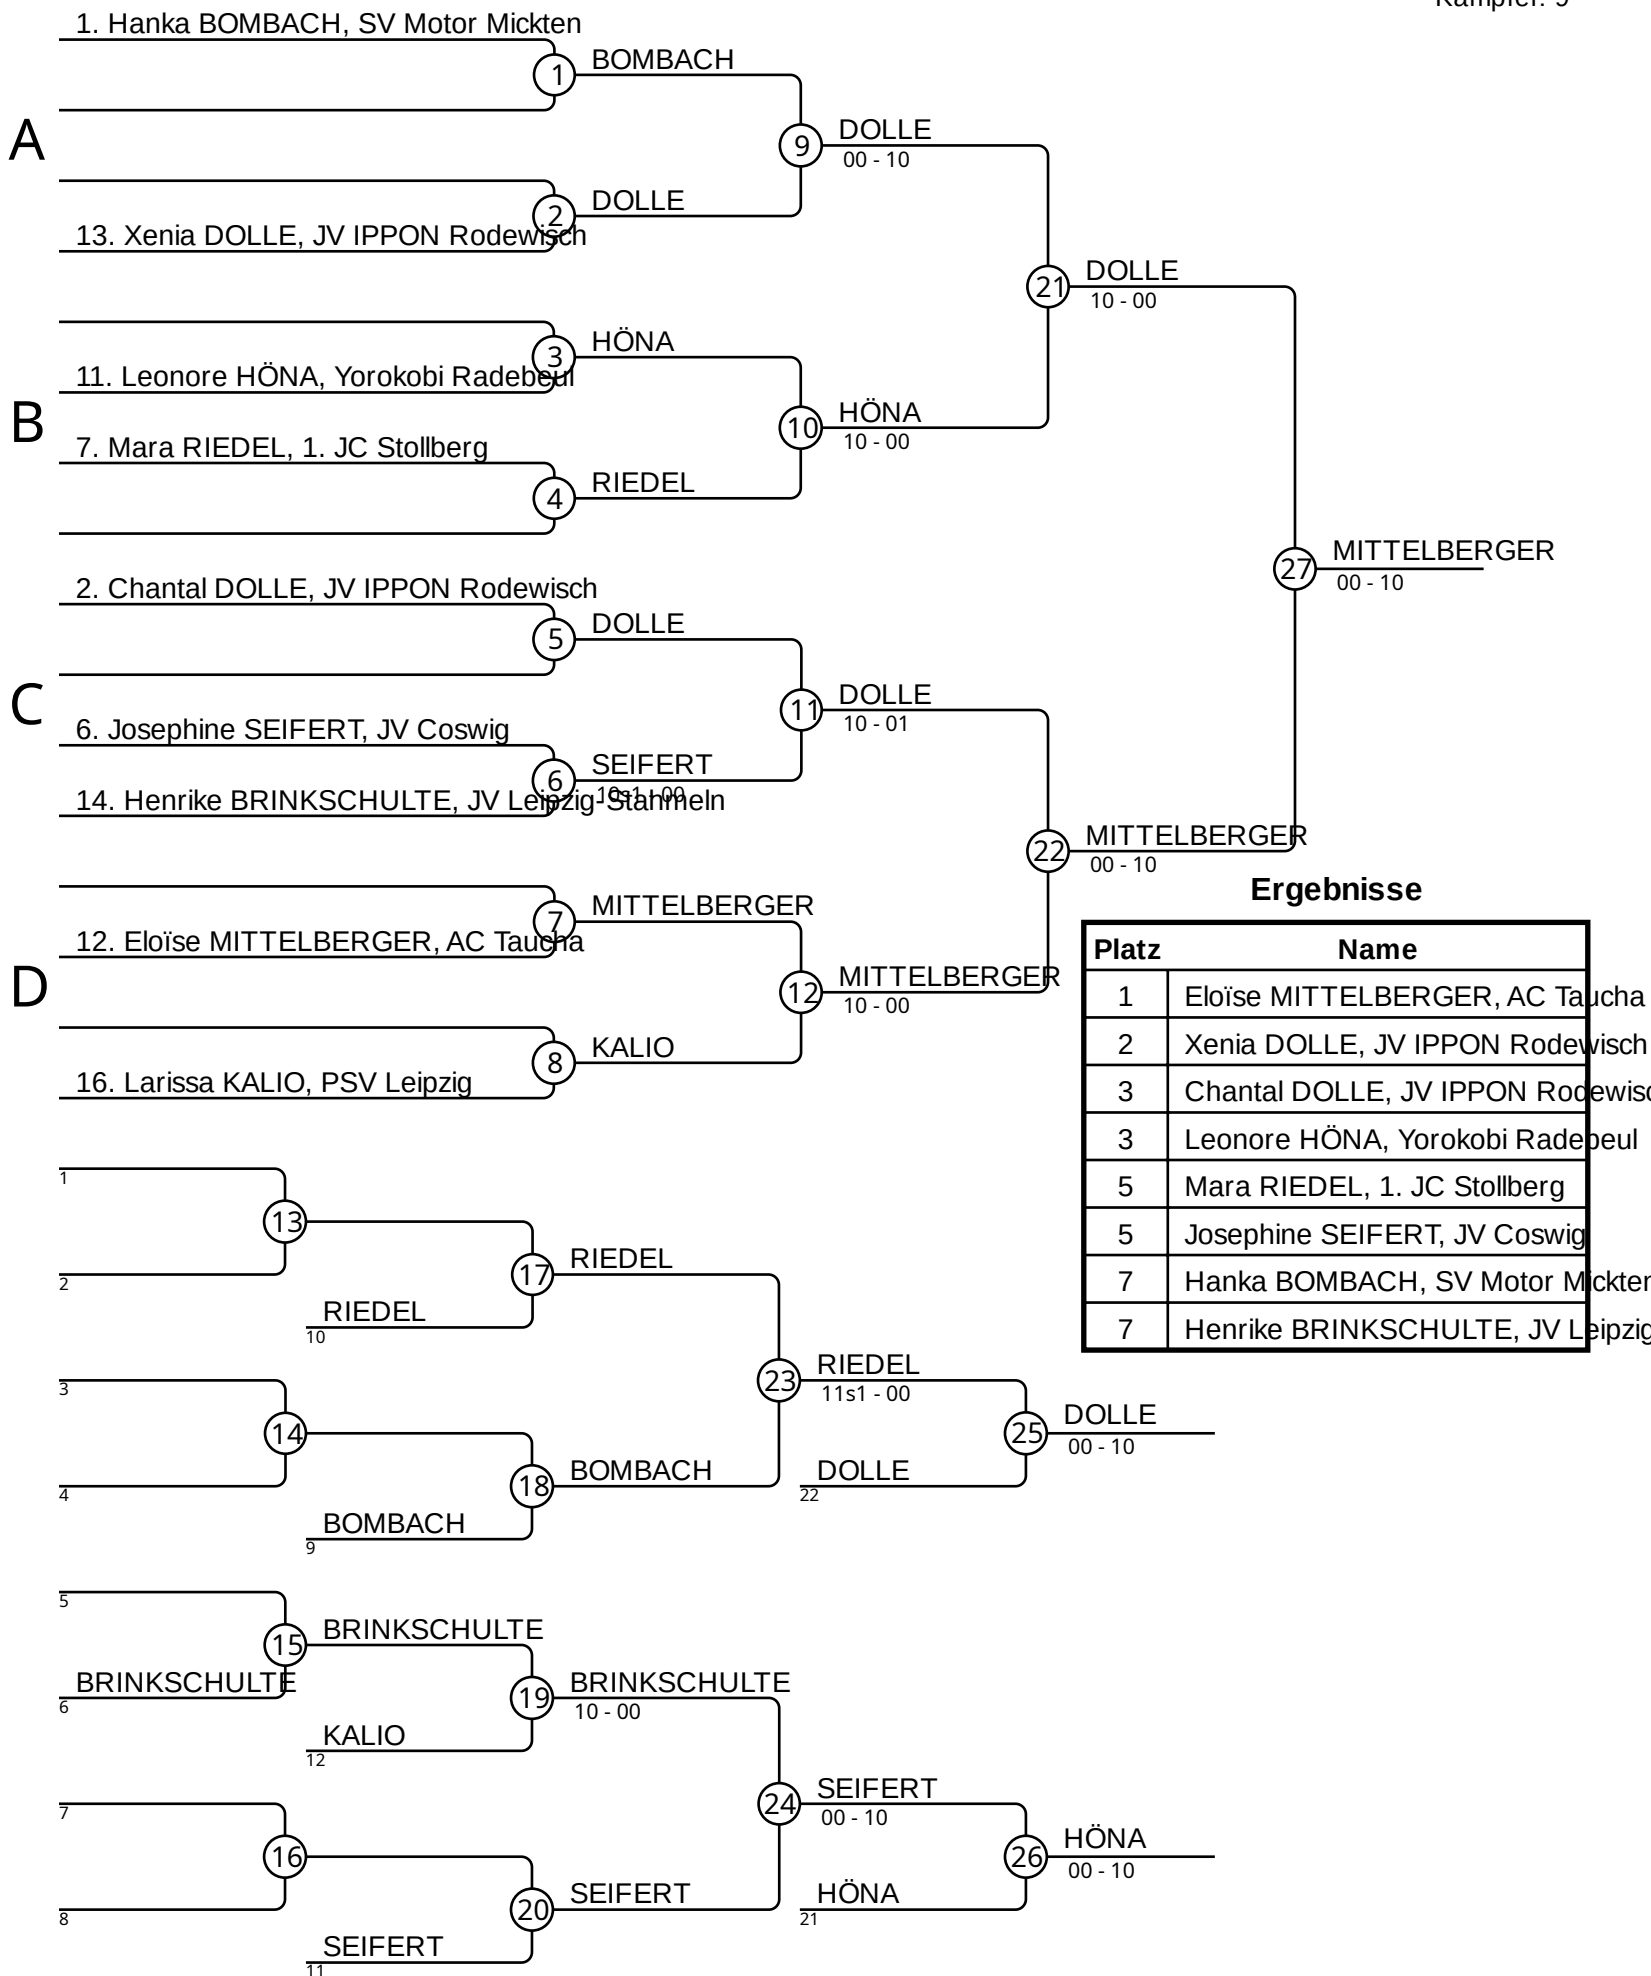 Kämpfer: 9
1. Hanka BOMBACH, SV Motor Mickten
1
BOMBACH
A
9
DOLLE
00 - 10
2
DOLLE
13. Xenia DOLLE, JV IPPON Rodewisch
21
DOLLE
10 - 00
3
HÖNA
11. Leonore HÖNA, Yorokobi Radebeul
B
10
HÖNA
10 - 00
7. Mara RIEDEL, 1. JC Stollberg
4
RIEDEL
27
MITTELBERGER
00 - 10
2. Chantal DOLLE, JV IPPON Rodewisch
5
DOLLE
C
11
DOLLE
10 - 01
6. Josephine SEIFERT, JV Coswig
6
SEIFERT
10s1 - 00
14. Henrike BRINKSCHULTE, JV Leipzig-Stahmeln
22
MITTELBERGER
00 - 10
7
MITTELBERGER
12. Eloïse MITTELBERGER, AC Taucha
D
12
MITTELBERGER
10 - 00
8
KALIO
16. Larissa KALIO, PSV Leipzig
Ergebnisse
Platz Name
1 Eloïse MITTELBERGER, AC Taucha
2 Xenia DOLLE, JV IPPON Rodewisch
3 Chantal DOLLE, JV IPPON Rodewisc
3 Leonore HÖNA, Yorokobi Radebeul
5 Mara RIEDEL, 1. JC Stollberg
5 Josephine SEIFERT, JV Coswig
7 Hanka BOMBACH, SV Motor Mickten
7 Henrike BRINKSCHULTE, JV Leipzig
1
13
2
17
RIEDEL
RIEDEL
10
3
23
RIEDEL
11s1 - 00
14
25
DOLLE
00 - 10
4
18
BOMBACH
DOLLE
22
BOMBACH
9
5
15
BRINKSCHULTE
BRINKSCHULTE
6
19
BRINKSCHULTE
10 - 00
KALIO
12
7
24
SEIFERT
00 - 10
16
26
HÖNA
00 - 10
8
20
SEIFERT
HÖNA
21
SEIFERT
11